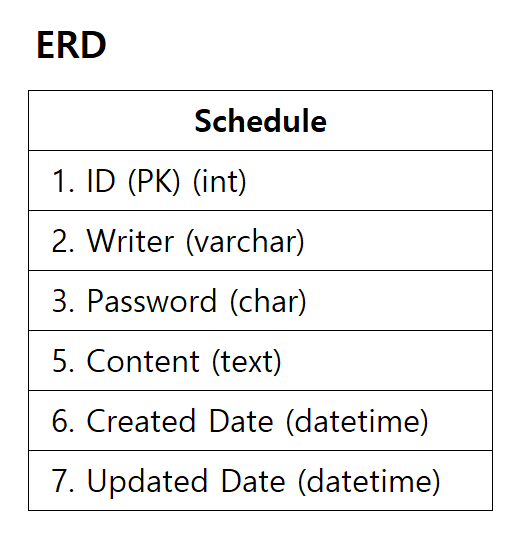 ERD
Schedule
1. ID (PK) (int)
2. Writer (varchar)
3. Password (char)
5. Content (text)
6. Created Date (datetime)
7. Updated Date (datetime)